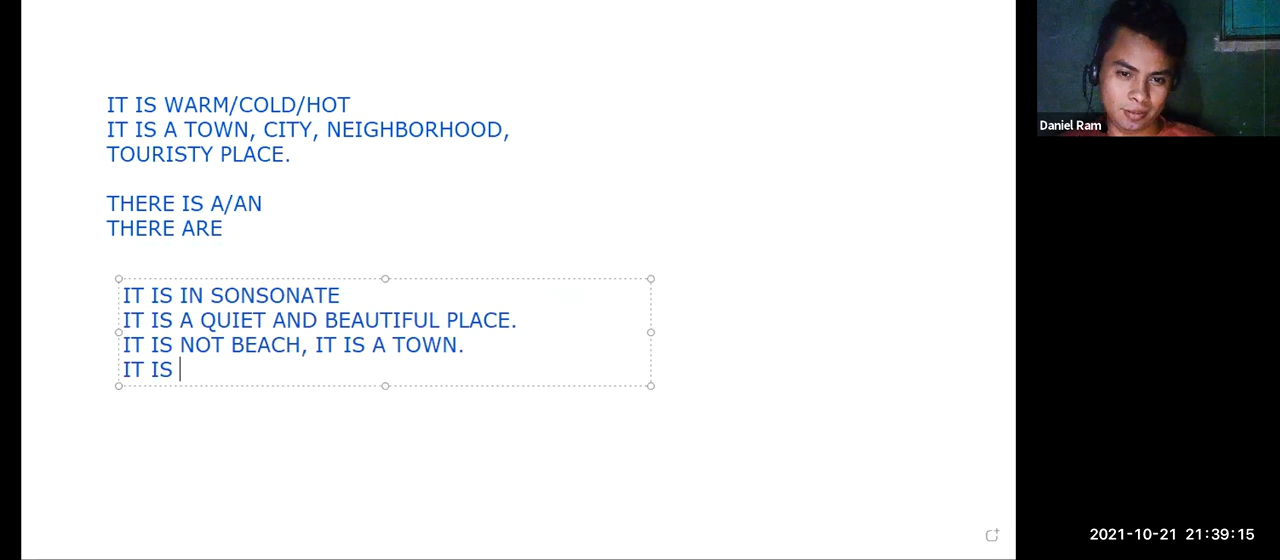 IT IS WARM/COLD/HOT
IT IS A TOWN, CITY, NEIGHBORHOOD,
TOURISTY PLACE.
THERE IS A/AN
THERE ARE
IT IS IN SONSONATE
IT IS A QUIET AND BEAUTIFUL PLACE.
IT IS NOT BEACH, IT IS A TOWN.
IT IS
Daniel Ram
2021-10-21 21:39:15